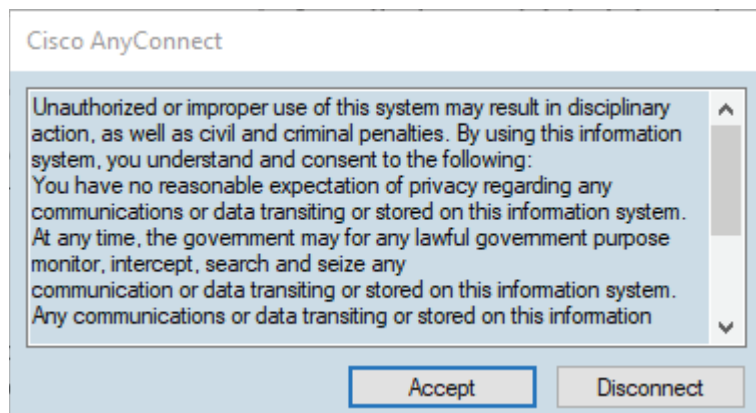 Cisco AnyConnect
Unauthorized or improper use of this system may result in disciplinary
action, as well as civil and criminal penalties. By using this information
system, you understand and consent to the following:
You have no reasonable expectation of privacy regarding any
communications or data transiting or stored on this information system.
At any time, the government may for any lawful government purpose
monitor, intercept, search and seize any
communication or data transiting or stored on this information system.
Any communications or data transiting or stored on this information
Accept Disconnect